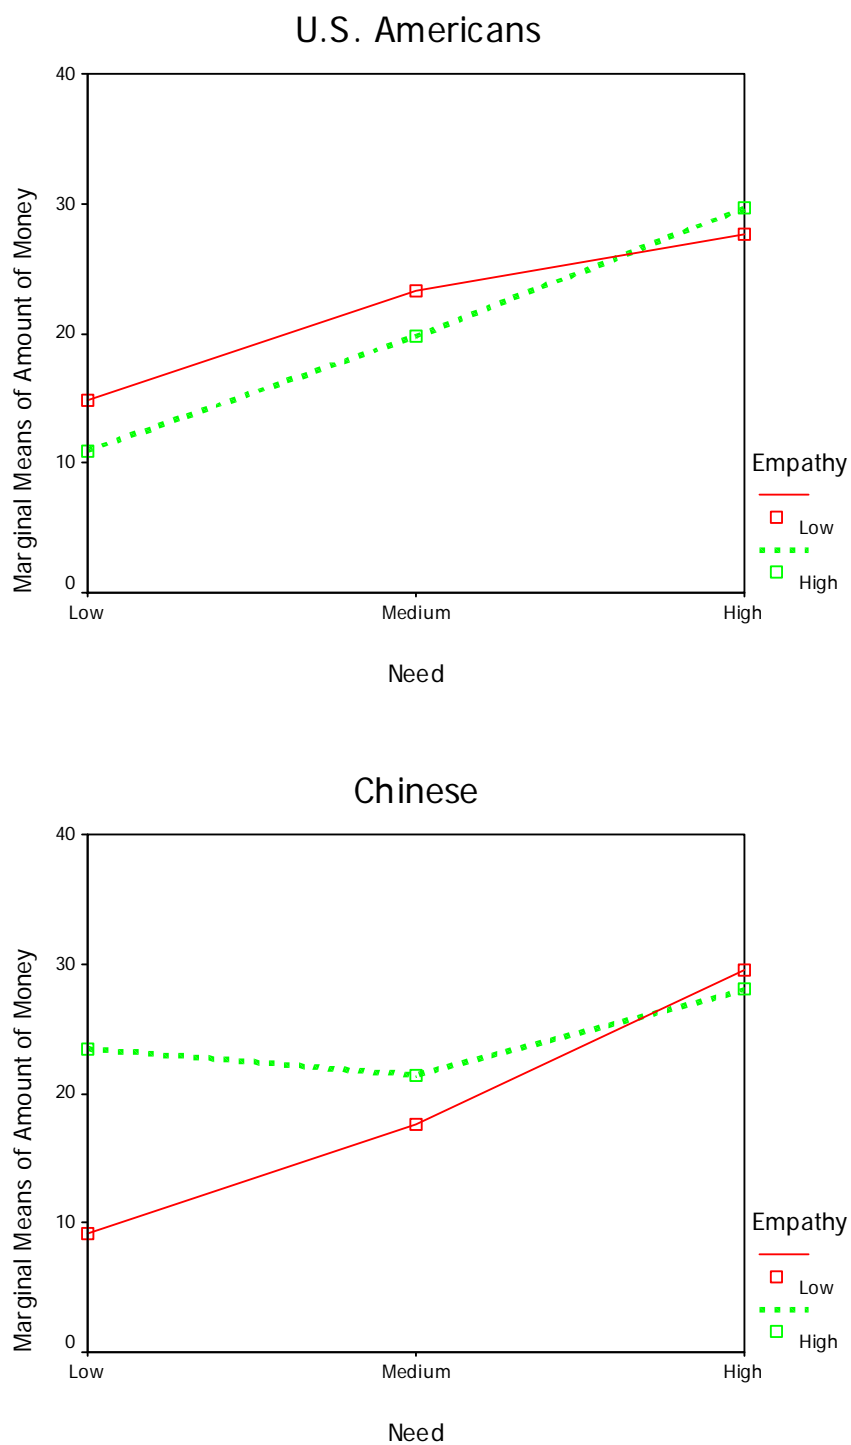 U.S. Americans
Marginal Means of Amount of Money
40
30
20
10
0
Low Medium High
Need
Empathy
Low
High
Chinese
Marginal Means of Amount of Money
40
30
20
10
0
Low Medium High
Need
Empathy
Low
High